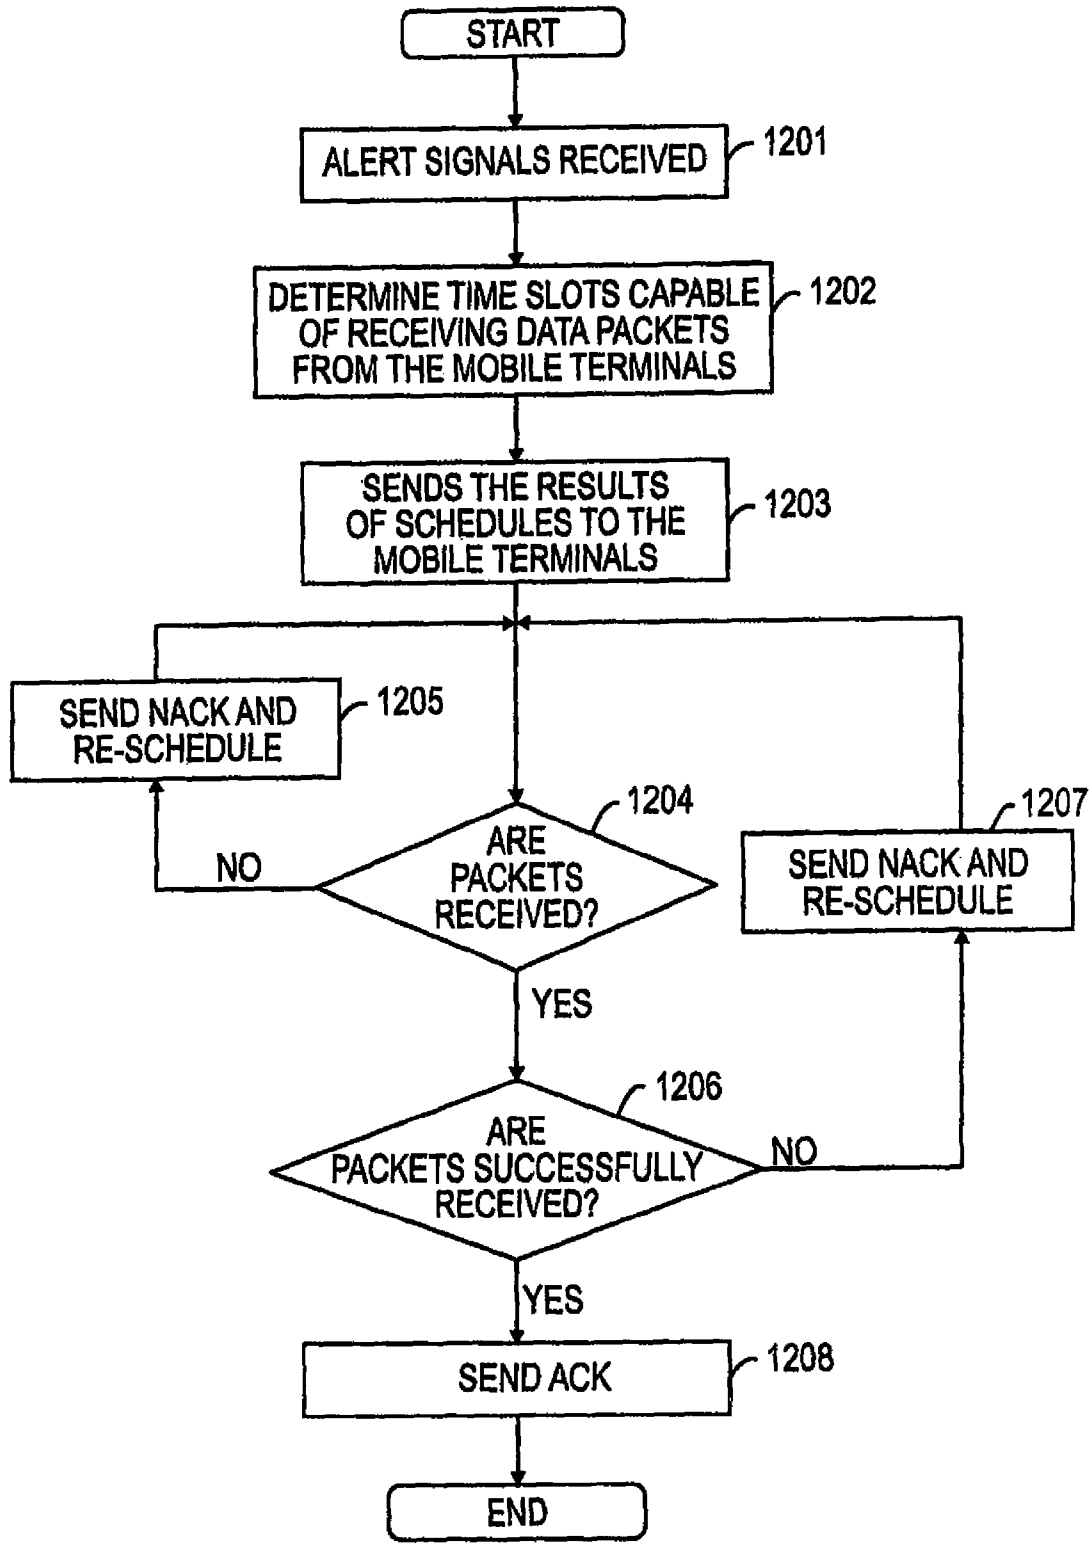 START
ALERT SIGNALS RECEIVED
1201
DETERMINE TIME SLOTS CAPABLE
OF RECEIVING DATA PACKETS
FROM THE MOBILE TERMINALS
1202
SENDS THE RESULTS
OF SCHEDULES TO THE
MOBILE TERMINALS
1203
SEND NACK AND
RE-SCHEDULE
1205
1204
ARE
PACKETS
RECEIVED?
NO
1207
SEND NACK AND
RE-SCHEDULE
YES
1206
ARE
PACKETS SUCCESSFULLY
RECEIVED?
NO
YES
SEND ACK
1208
END